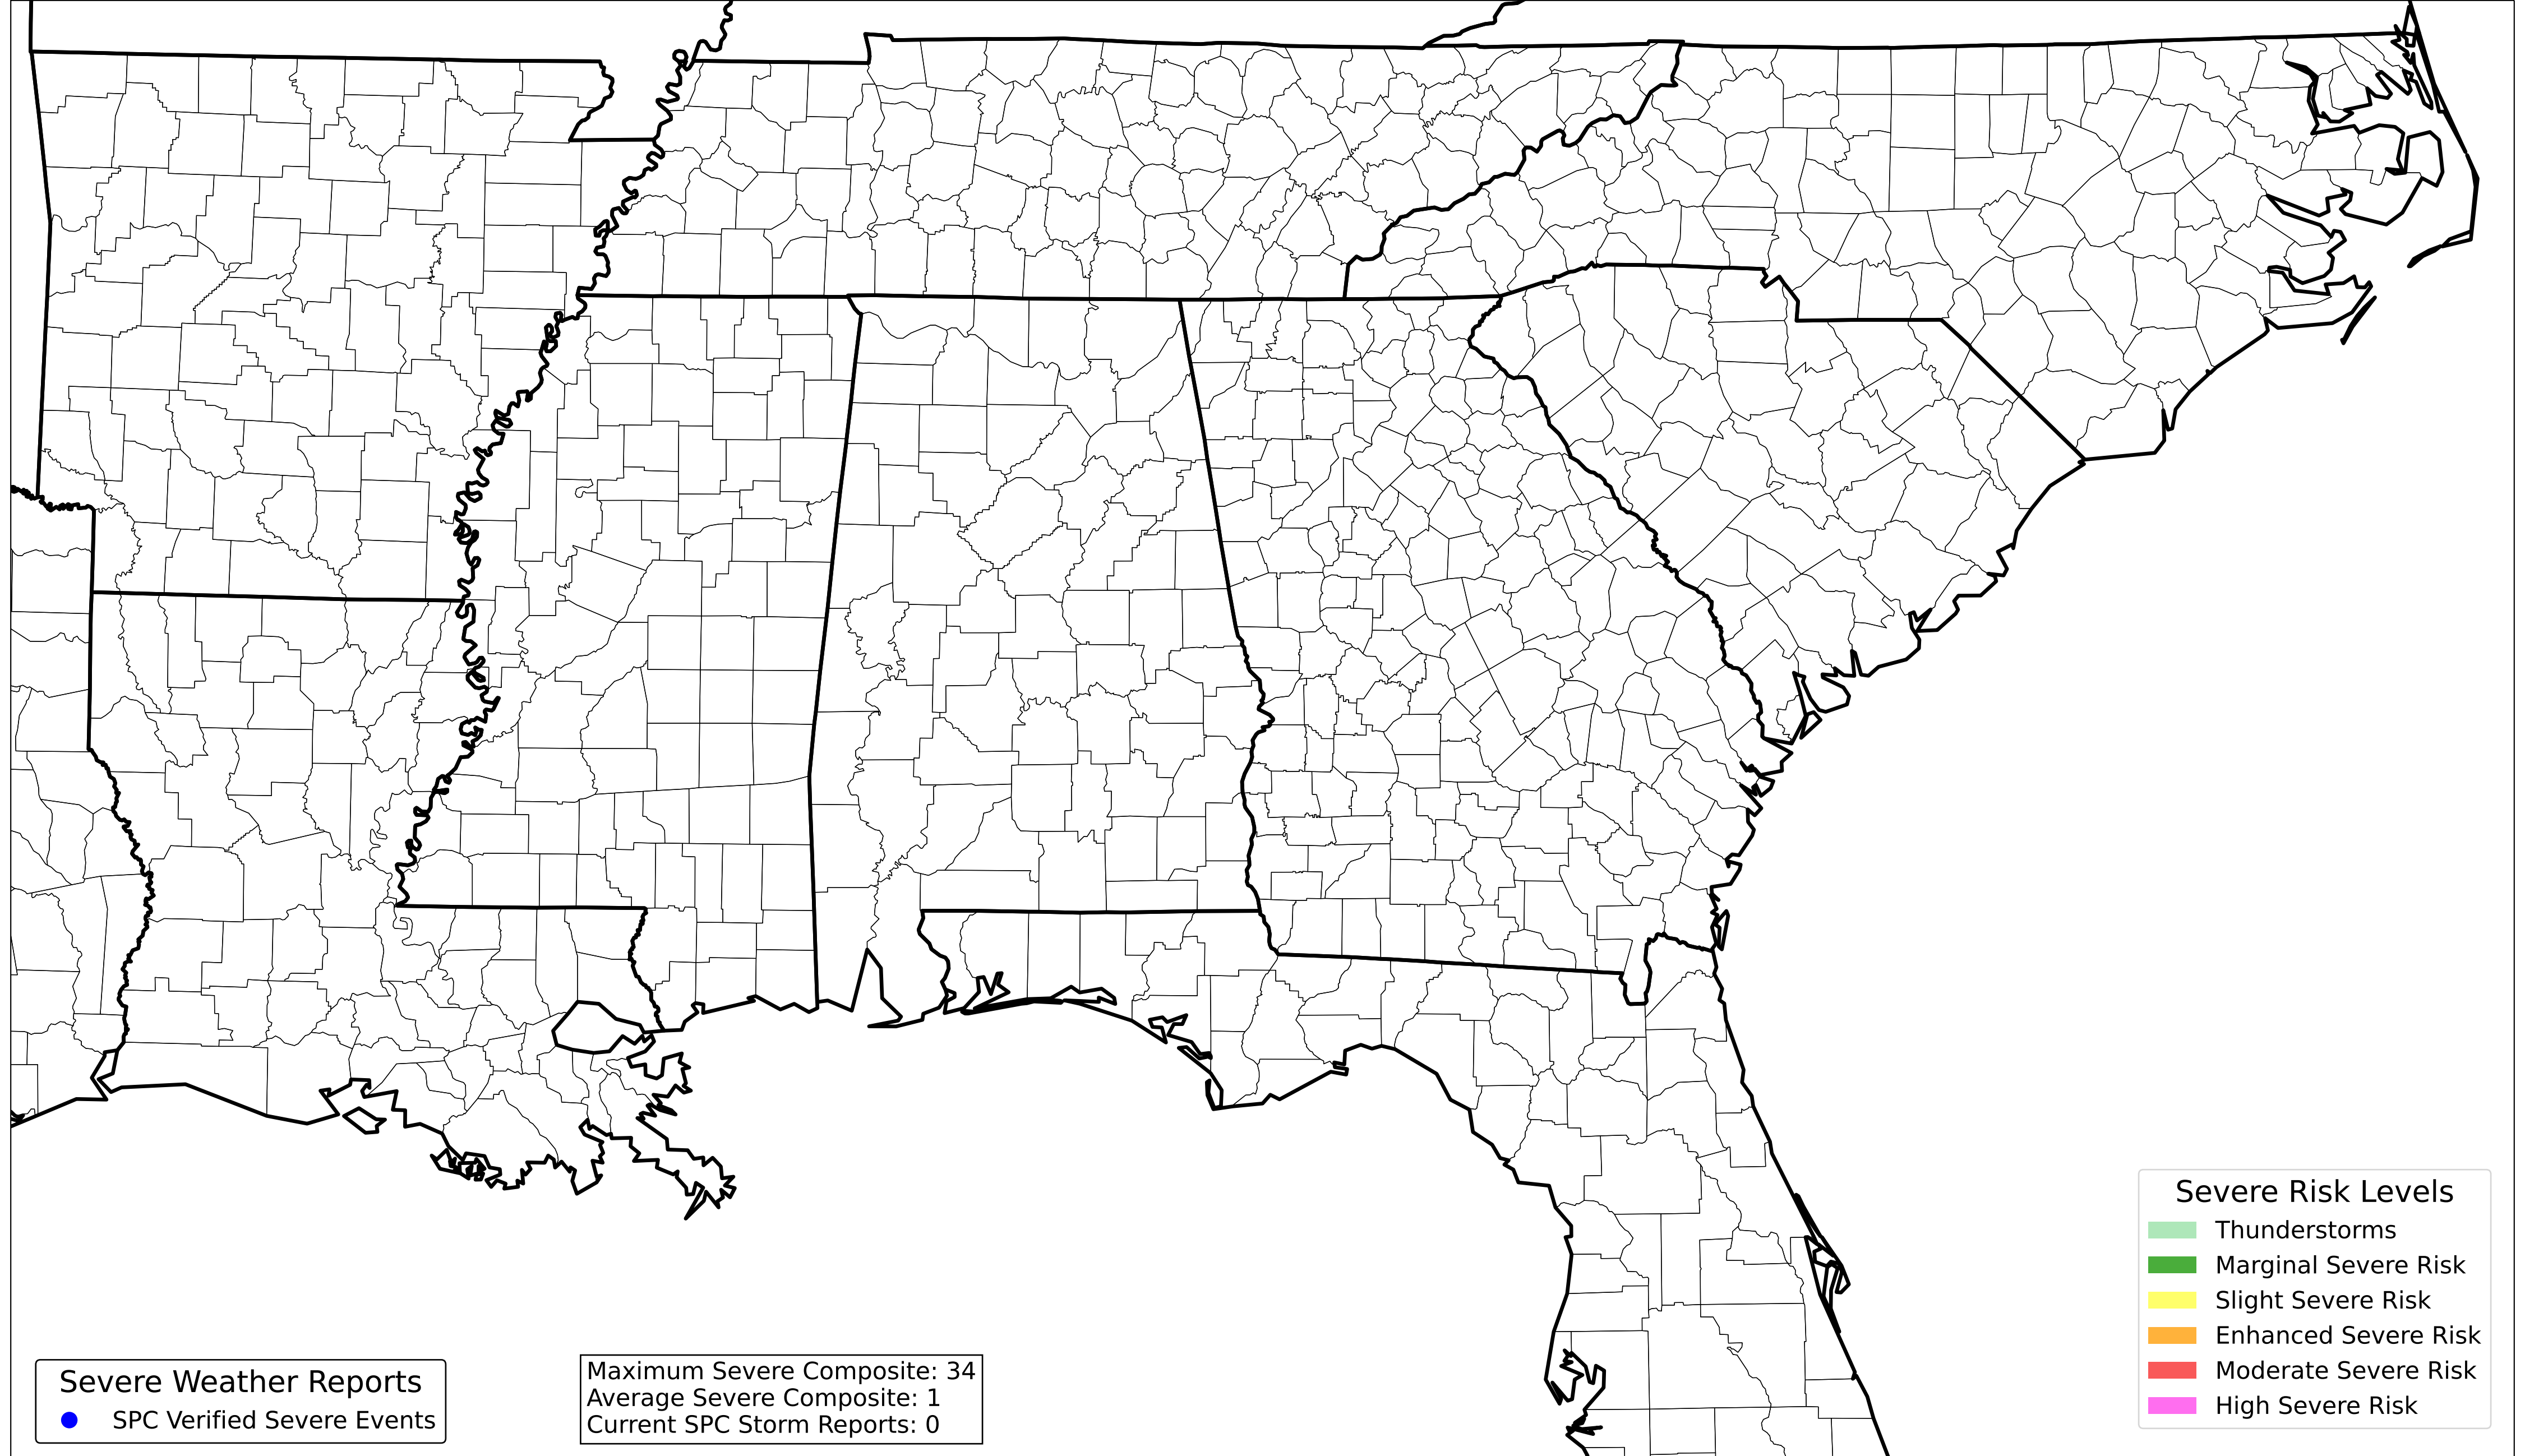 Severe Weather Reports
SPC Verified Severe Events
Maximum Severe Composite: 34
Average Severe Composite: 1
Current SPC Storm Reports: 0
Severe Risk Levels
Thunderstorms
Marginal Severe Risk
Slight Severe Risk
Enhanced Severe Risk
Moderate Severe Risk
High Severe Risk